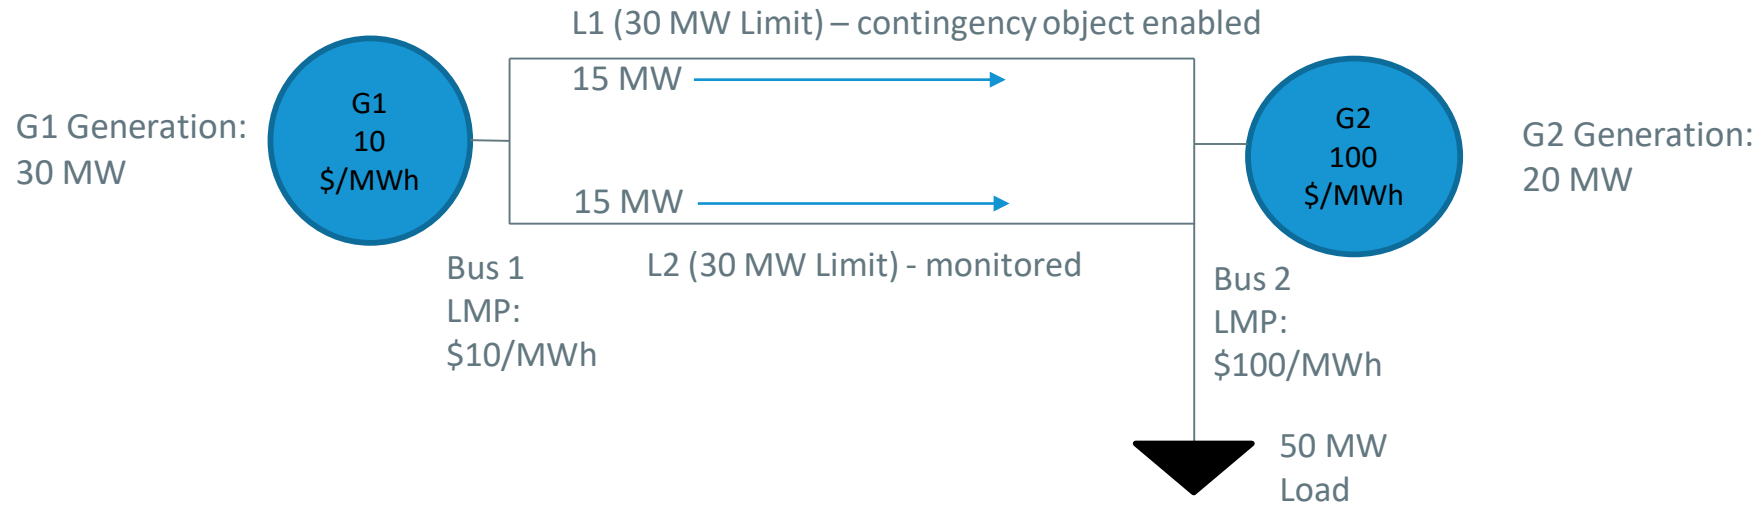 L1 (30 MW Limit) – contingency object enabled
15 MW
G1
10
$/MWh
G1 Generation:
30 MW
G2
100
$/MWh
G2 Generation:
20 MW
15 MW
L2 (30 MW Limit) - monitored
Bus 1
LMP:
$10/MWh
Bus 2
LMP:
$100/MWh
50 MW
Load